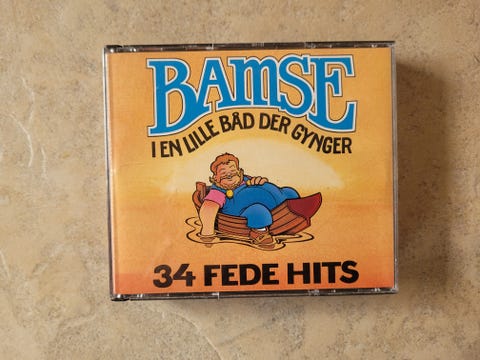 BAMSE
I EN LILLE BÅD DER GYNGER
34 FEDE HITS